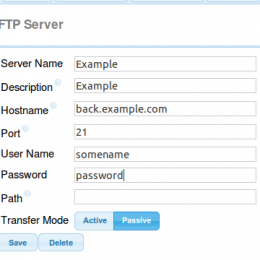 FTP Server
Server Name Example
Description Example
Hostname back.example.com
Port 21
User Name somename
Password password
Path
Transfer Mode Active Passive
Save Delete